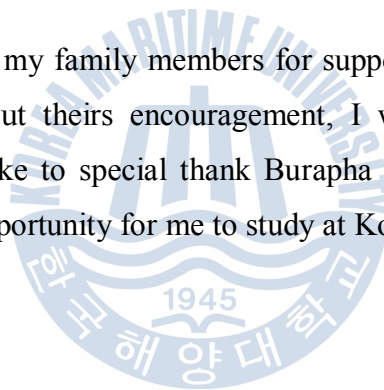 my family members for suppo
ut theirs encouragement, I w
ke to special thank Burapha
portunity for me to study at Ko
KOREA MARITIME UNIVERSITY
1945
한국해양대학교